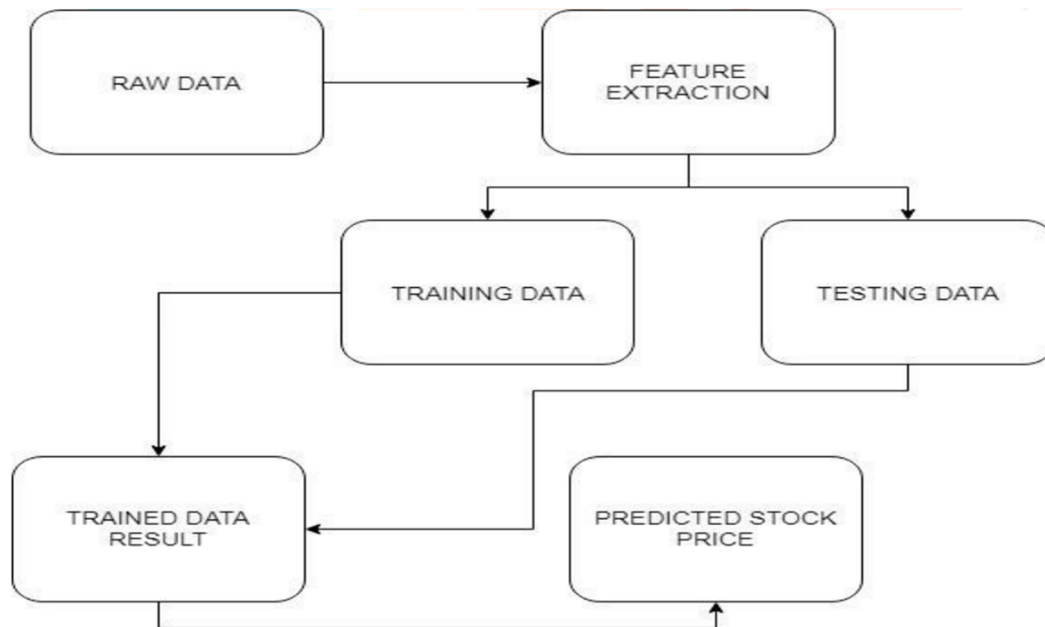 RAW DATA
FEATURE
EXTRACTION
TRAINING DATA
TESTING DATA
TRAINED DATA
RESULT
PREDICTED STOCK
PRICE